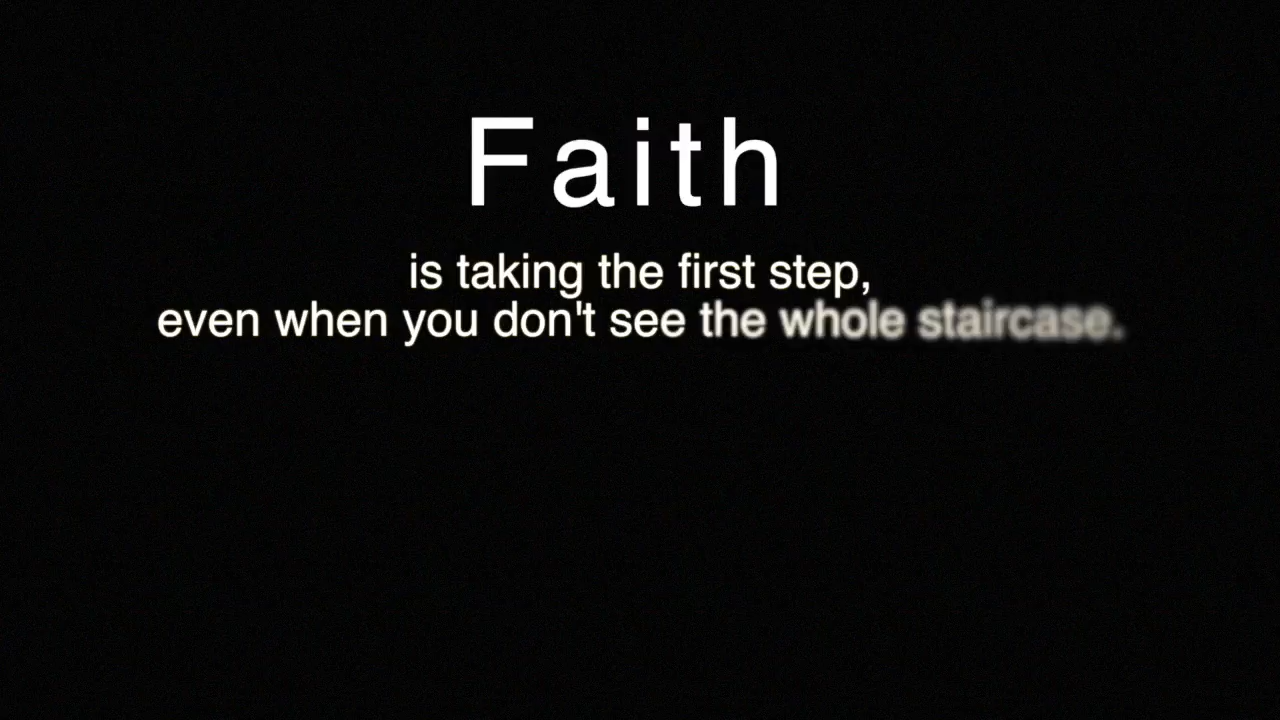 Faith
is taking the first step,
even when you don't see the whole staircase.